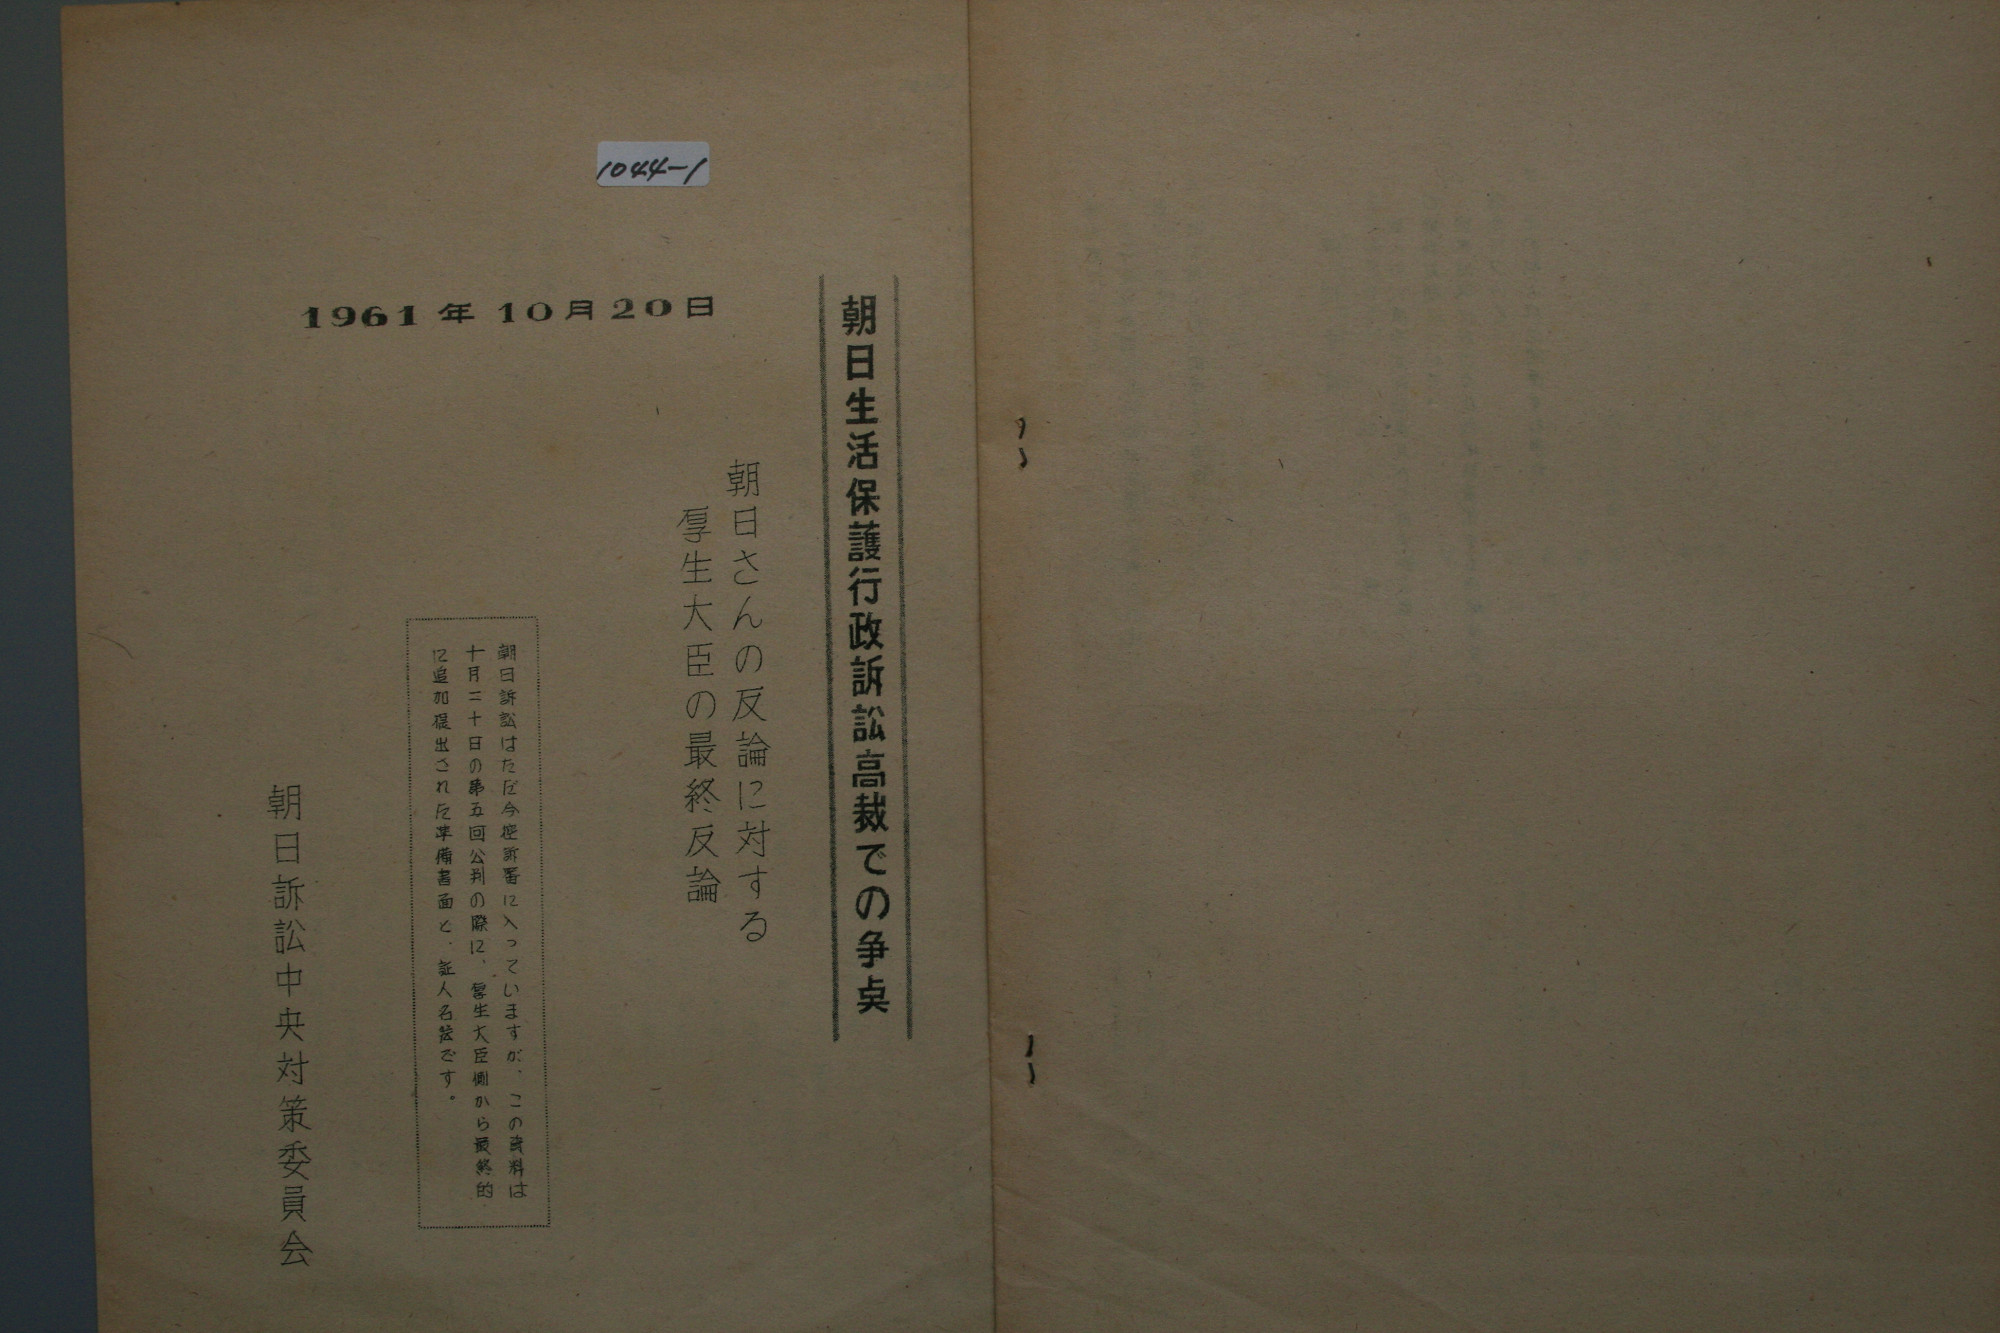 1044-1
朝日生活保護行政訴訟高裁での争点
1961年10月20日
朝日さんの反論に対する
厚生大臣の最終反論
朝日訴訟はただ今控訴審に入っていますが、この資料は
十月二十日の第五回公判の際に、厚生大臣側から最終的
に追加提出された準備書面と、証人名簿です。
朝日訴訟中央対策委員会